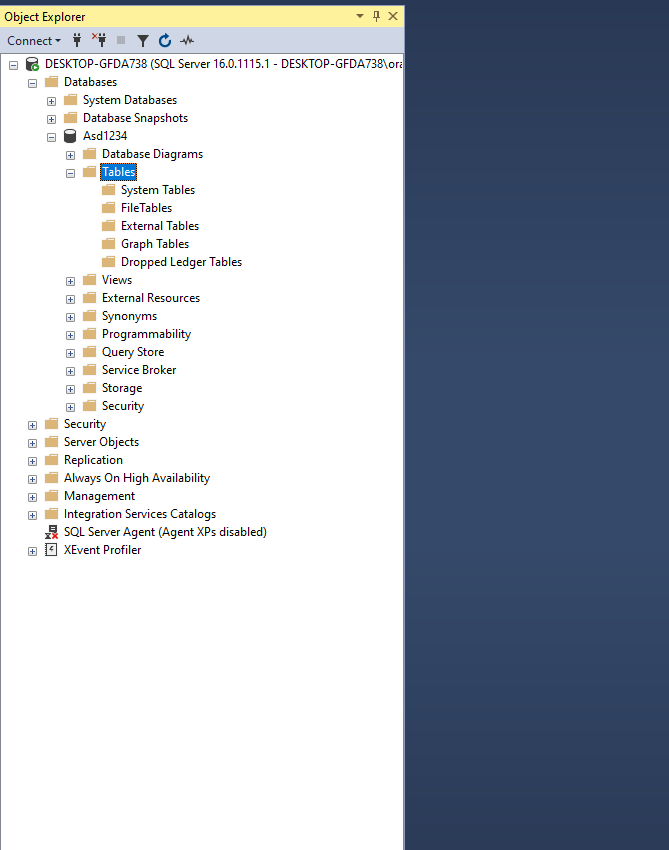 Object Explorer
Connect
DESKTOP-GFDA738 (SQL Server 16.0.1115.1 - DESKTOP-GFDA738\ora
Databases
System Databases
Database Snapshots
Asd1234
Database Diagrams
Tables
System Tables
FileTables
External Tables
Graph Tables
Dropped Ledger Tables
Views
External Resources
Synonyms
Programmability
Query Store
Service Broker
Storage
Security
Security
Server Objects
Replication
Always On High Availability
Management
Integration Services Catalogs
SQL Server Agent (Agent XPs disabled)
XEvent Profiler